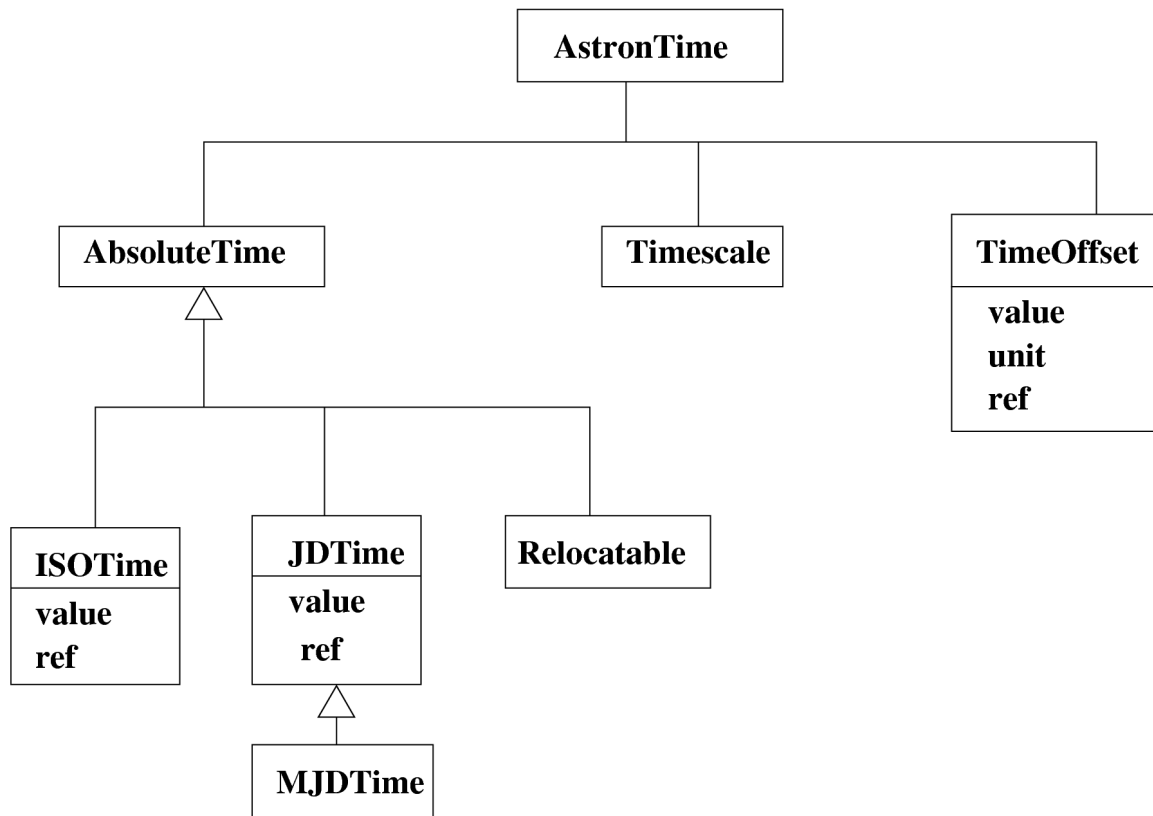 AstronTime
AbsoluteTime
Timescale
TimeOffset
value
unit
ref
ISOTime
value
ref
JDTime
value
ref
Relocatable
MJDTime